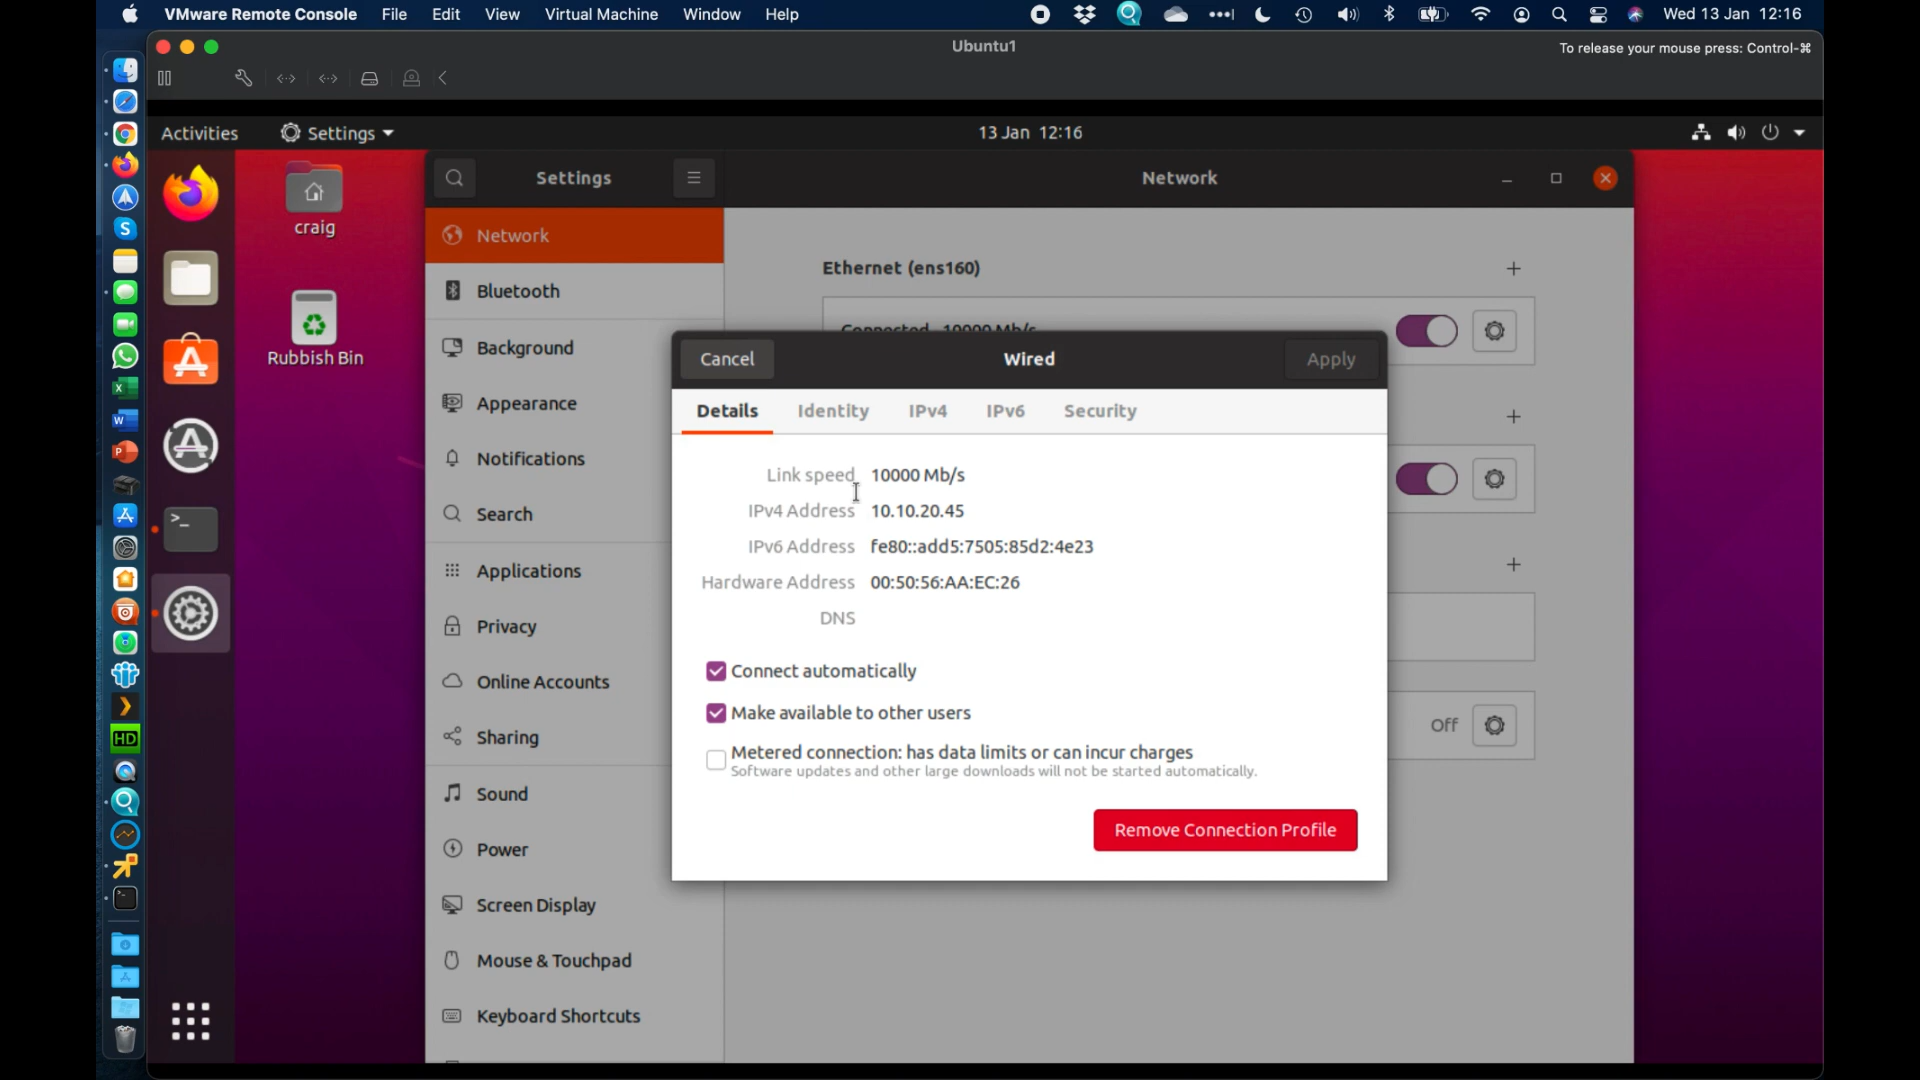 VMware Remote Console File Edit View Virtual Machine Window Help Wed 13 Jan 12:16
Ubuntu1
To release your mouse press: Control-⌘
Activities Settings 13 Jan 12:16
craig
Rubbish Bin
Settings
Network
Network
Bluetooth
Background
Appearance
Notifications
Search
Applications
Privacy
Online Accounts
Sharing
Sound
Power
Screen Display
Mouse & Touchpad
Keyboard Shortcuts
Ethernet (ens160)
Connected - 10000 Mb/s
Off
Cancel Wired Apply
Details Identity IPv4 IPv6 Security
Link speed 10000 Mb/s
IPv4 Address 10.10.20.45
IPv6 Address fe80::add5:7505:85d2:4e23
Hardware Address 00:50:56:AA:EC:26
DNS
Connect automatically
Make available to other users
Metered connection: has data limits or can incur charges
Software updates and other large downloads will not be started automatically.
Remove Connection Profile